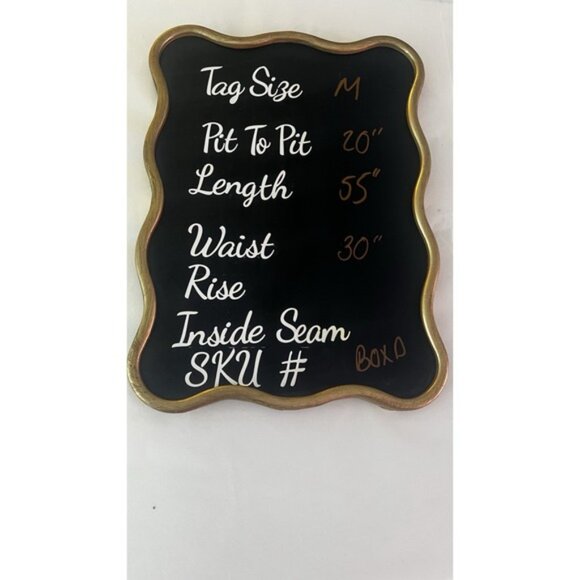 Tag Size M
Pit To Pit 20"
Length 55"
Waist 30"
Rise
Inside Seam
SKU # BOX D